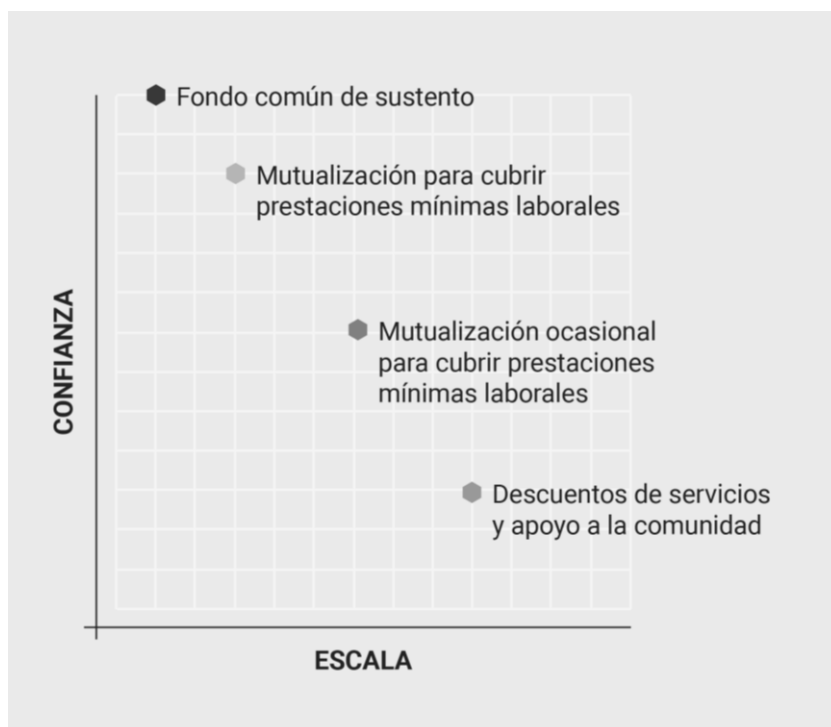 Fondo común de sustento
Mutualización para cubrir
prestaciones mínimas laborales
CONFIANZA
Mutualización ocasional
para cubrir prestaciones
mínimas laborales
Descuentos de servicios
y apoyo a la comunidad
ESCALA